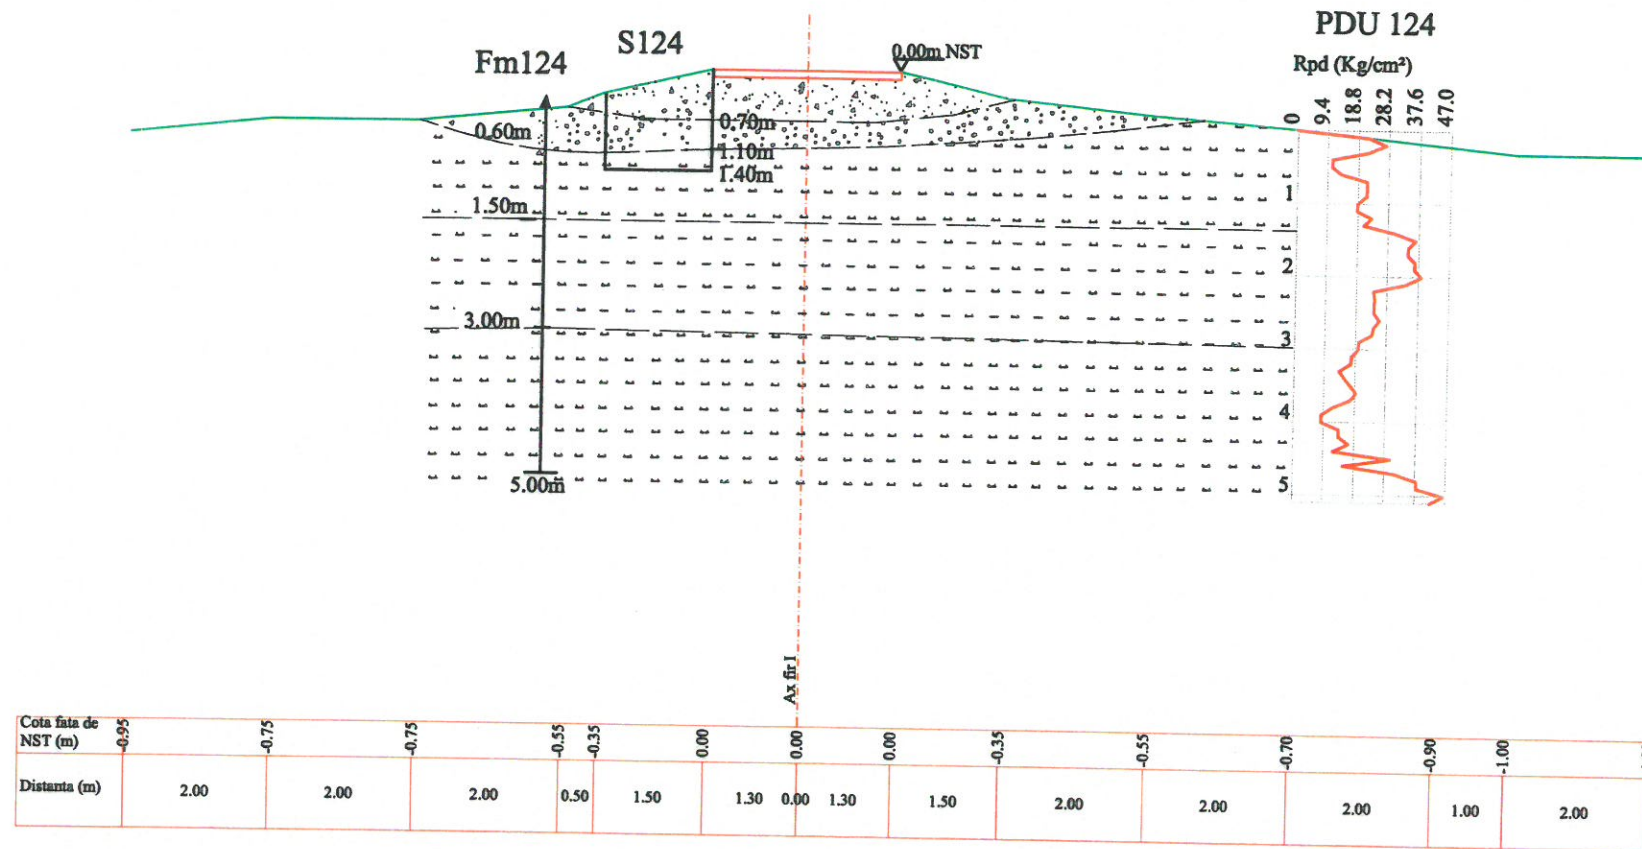 PDU 124
S124
0.00m NST
Fm124
Rpd (Kg/cm²)
0 9.4 18.8 28.2 37.6 47.0
0.60m
0.70m
1.10m
1.40m
1
1.50m
2
3.00m
3
4
5.00m
5
Ax fir I
Cota fata de
NST (m)
-0.95 -0.75 -0.75 -0.55 -0.35 0.00 0.00 0.00 -0.35 -0.55 -0.70 -0.90 -1.00
Distanta (m) 2.00 2.00 2.00 0.50 1.50 1.30 0.00 1.30 1.50 2.00 2.00 2.00 1.00 2.00